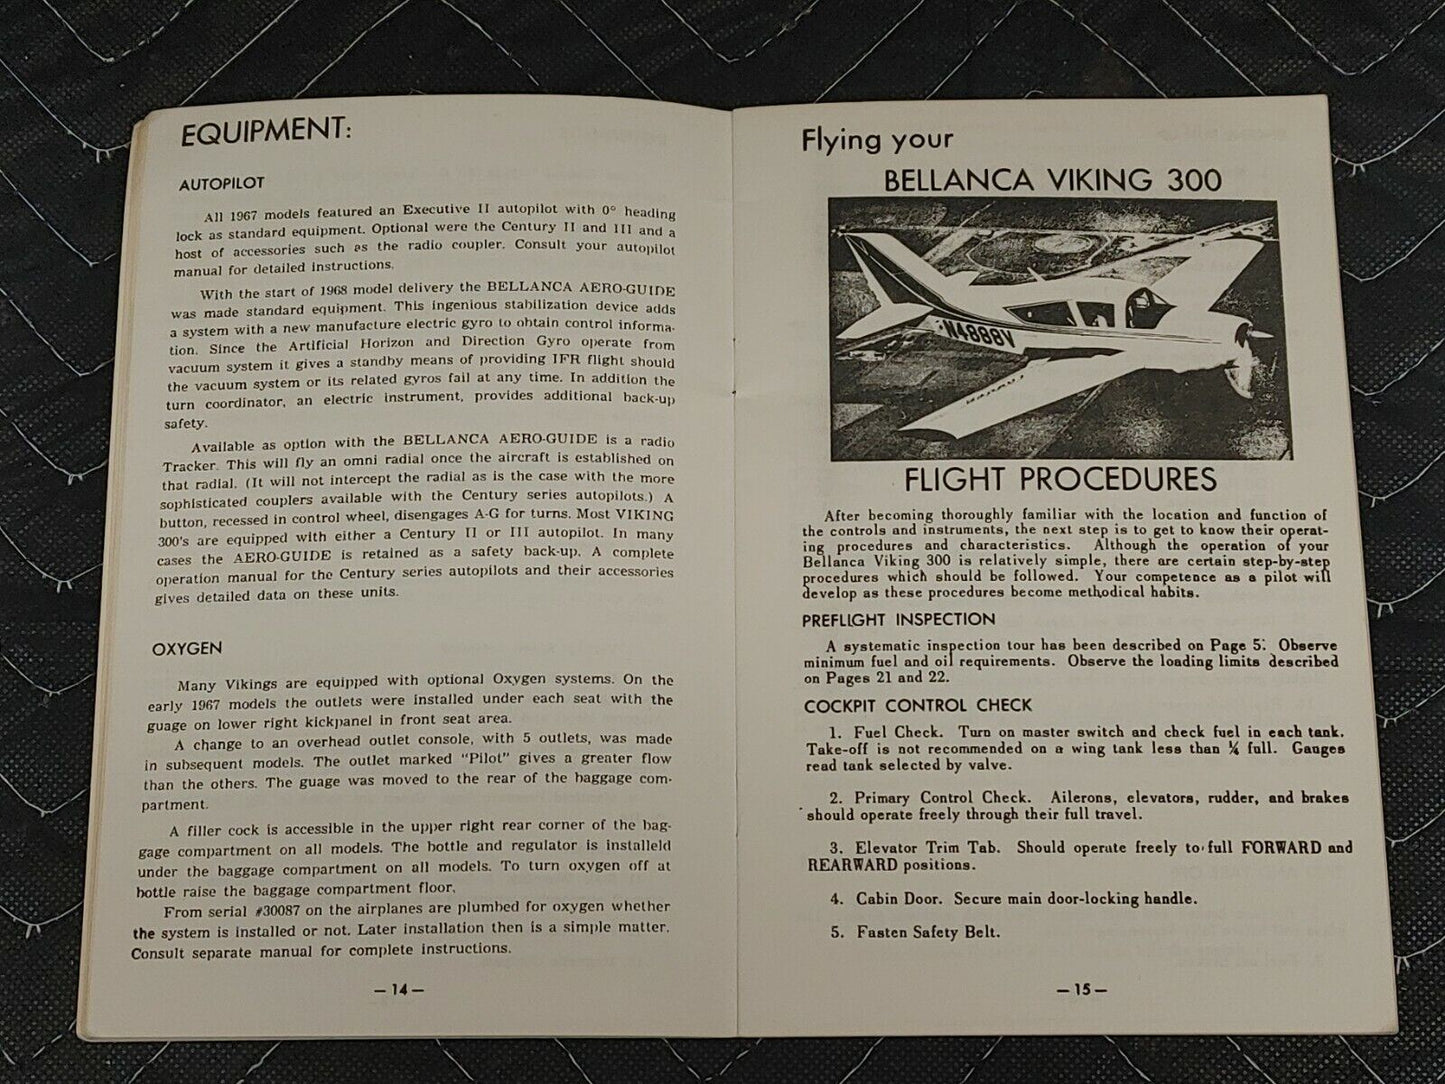 EQUIPMENT:
AUTOPILOT
All 1967 models featured an Executive II autopilot with 0° heading
lock as standard equipment. Optional were the Century II and III and a
host of accessories such as the radio coupler. Consult your autopilot
manual for detailed instructions.
With the start of 1968 model delivery the BELLANCA AERO-GUIDE
was made standard equipment. This ingenious stabilization device adds
a system with a new manufacture electric gyro to obtain control informa-
tion. Since the Artificial Horizon and Direction Gyro operate from
vacuum system it gives a standby means of providing IFR flight should
the vacuum system or its related gyros fail at any time. In addition the
turn coordinator, an electric instrument, provides additional back-up
safety.
Available as option with the BELLANCA AERO-GUIDE is a radio
Tracker. This will fly an omni radial once the aircraft is established on
that radial. (It will not intercept the radial as is the case with the more
sophisticated couplers available with the Century series autopilots.) A
button, recessed in control wheel, disengages A-G for turns. Most VIKING
300's are equipped with either a Century II or III autopilot. In many
cases the AERO-GUIDE is retained as a safety back-up. A complete
operation manual for the Century series autopilots and their accessories
gives detailed data on these units.
OXYGEN
Many Vikings are equipped with optional Oxygen systems. On the
early 1967 models the outlets were installed under each seat with the
guage on lower right kickpanel in front seat area.
A change to an overhead outlet console, with 5 outlets, was made
in subsequent models. The outlet marked "Pilot" gives a greater flow
than the others. The guage was moved to the rear of the baggage com-
partment.
A filler cock is accessible in the upper right rear corner of the bag-
gage compartment on all models. The bottle and regulator is installeld
under the baggage compartment on all models. To turn oxygen off at
bottle raise the baggage compartment floor.
From serial #30087 on the airplanes are plumbed for oxygen whether
the system is installed or not. Later installation then is a simple matter.
Consult separate manual for complete instructions.
— 14 —
Flying your
BELLANCA VIKING 300
N4888V
FLIGHT PROCEDURES
After becoming thoroughly familiar with the location and function of
the controls and instruments, the next step is to get to know their operat-
ing procedures and characteristics. Although the operation of your
Bellanca Viking 300 is relatively simple, there are certain step-by-step
procedures which should be followed. Your competence as a pilot will
develop as these procedures become methodical habits.
PREFLIGHT INSPECTION
A systematic inspection tour has been described on Page 5. Observe
minimum fuel and oil requirements. Observe the loading limits described
on Pages 21 and 22.
COCKPIT CONTROL CHECK
1. Fuel Check. Turn on master switch and check fuel in each tank.
Take-off is not recommended on a wing tank less than ¼ full. Gauges
read tank selected by valve.
2. Primary Control Check. Ailerons, elevators, rudder, and brakes
should operate freely through their full travel.
3. Elevator Trim Tab. Should operate freely to full FORWARD and
REARWARD positions.
4. Cabin Door. Secure main door-locking handle.
5. Fasten Safety Belt.
— 15 —